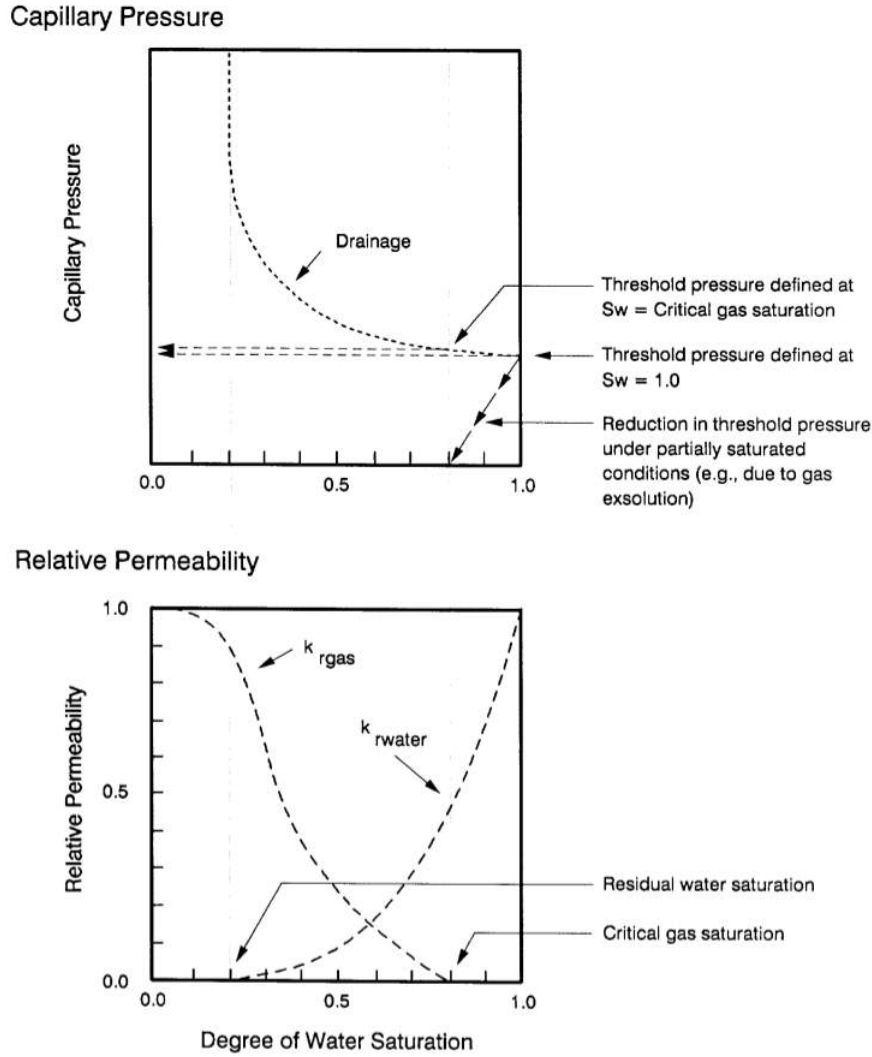 Capillary Pressure
Capillary Pressure
Drainage
Threshold pressure defined at
Sw = Critical gas saturation
Threshold pressure defined at
Sw = 1.0
Reduction in threshold pressure
under partially saturated
conditions (e.g., due to gas
exsolution)
0.0
0.5
1.0
Relative Permeability
Relative Permeability
1.0
0.5
0.0
k rgas
k rwater
Residual water saturation
Critical gas saturation
0.0
0.5
1.0
Degree of Water Saturation